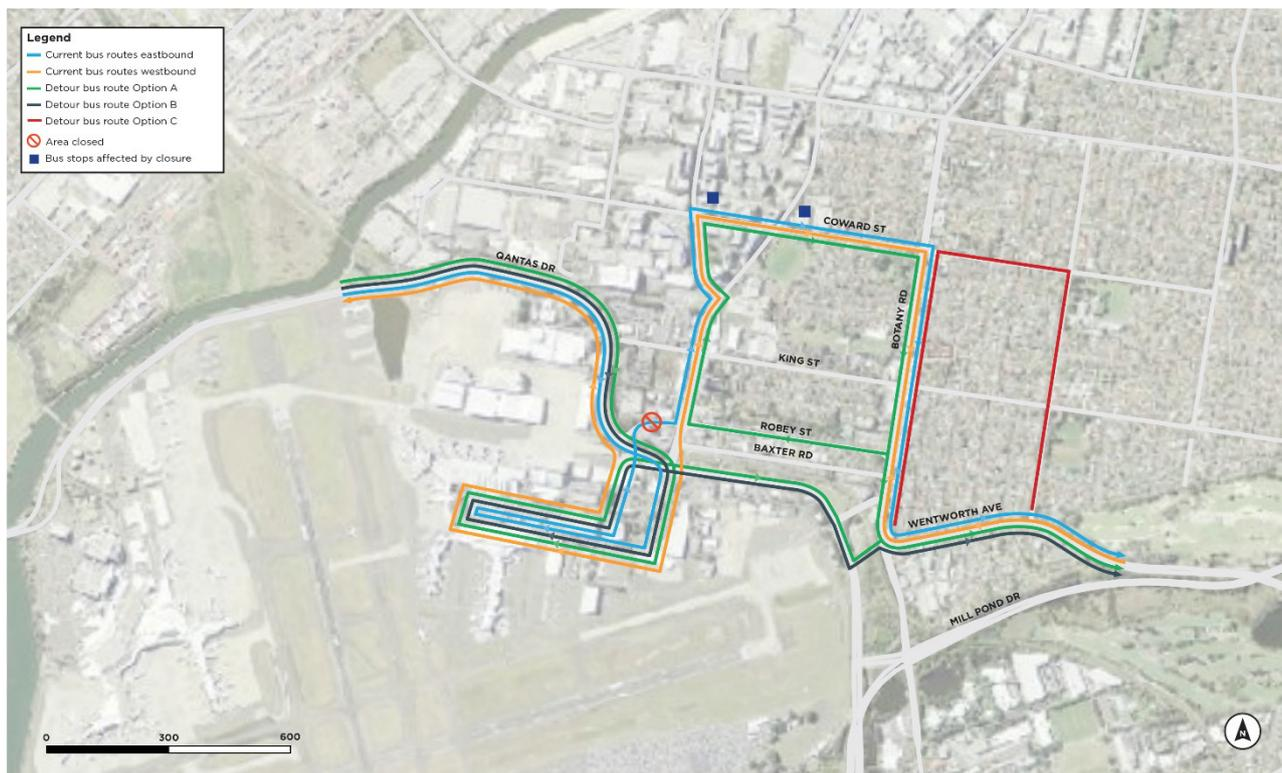 Legend
Current bus routes eastbound
Current bus routes westbound
Detour bus route Option A
Detour bus route Option B
Detour bus route Option C
Area closed
Bus stops affected by closure
COWARD ST
QANTAS DR
BOTANY RD
KING ST
ROBEY ST
BAXTER RD
WENTWORTH AVE
MILL POND DR
0 300 600
N